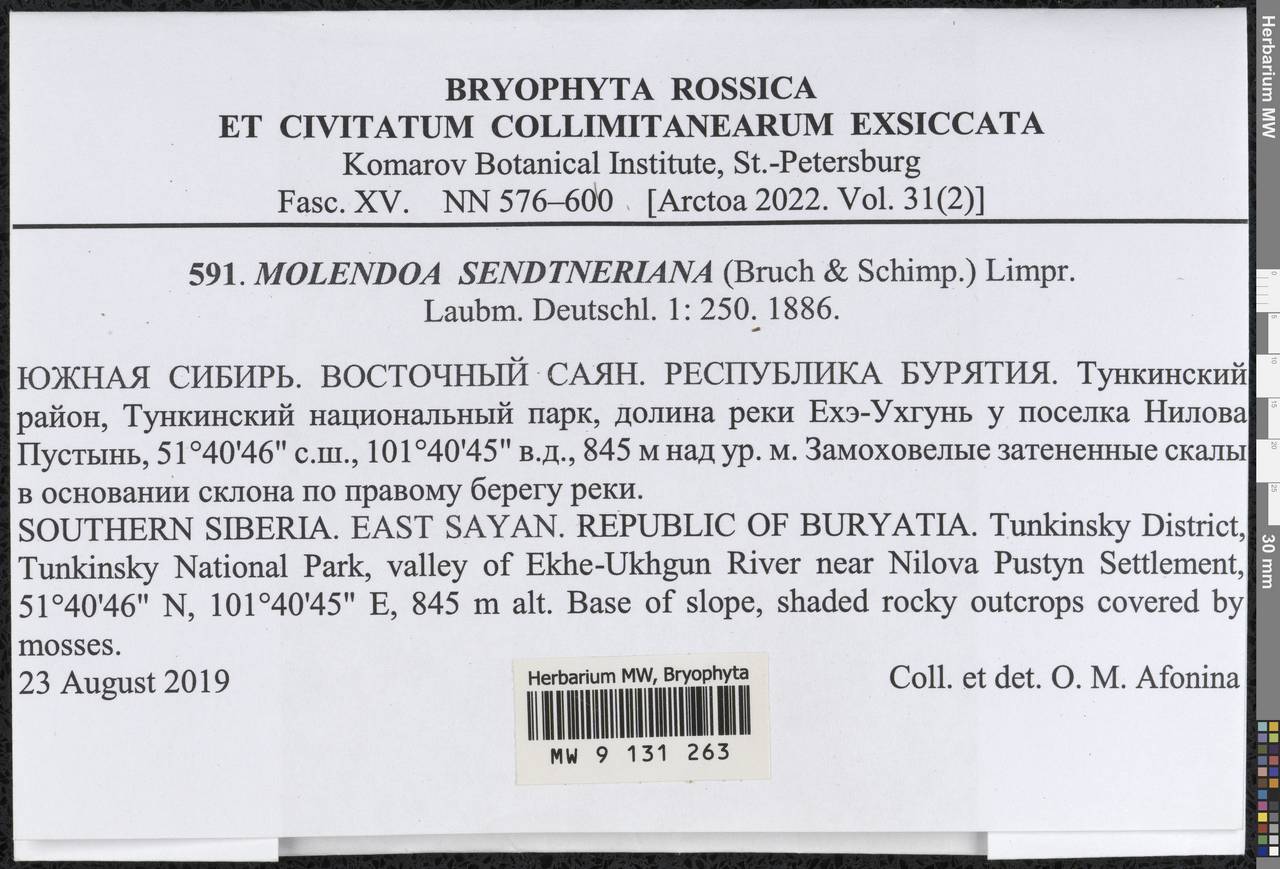 BRYOPHYTA ROSSICA
ET CIVITATUM COLLIMITANEARUM EXSICCATA
Komarov Botanical Institute, St.-Petersburg
Fasc. XV. NN 576–600 [Arctoa 2022. Vol. 31(2)]
591. MOLENDOA SENDTNERIANA (Bruch & Schimp.) Limpr.
Laubm. Deutschl. 1: 250. 1886.
ЮЖНАЯ СИБИРЬ. ВОСТОЧНЫЙ САЯН. РЕСПУБЛИКА БУРЯТИЯ. Тункинский
район, Тункинский национальный парк, долина реки Ехэ-Ухгунь у поселка Нилова
Пустынь, 51°40'46" с.ш., 101°40'45" в.д., 845 м над ур. м. Замоховелые затененные скалы
в основании склона по правому берегу реки.
SOUTHERN SIBERIA. EAST SAYAN. REPUBLIC OF BURYATIA. Tunkinsky District,
Tunkinsky National Park, valley of Ekhe-Ukhgun River near Nilova Pustyn Settlement,
51°40'46" N, 101°40'45" E, 845 m alt. Base of slope, shaded rocky outcrops covered by
mosses.
23 August 2019
Coll. et det. O. M. Afonina
Herbarium MW, Bryophyta
MW 9 131 263
Herbarium MW
0
5
10
15
20
25
30 mm